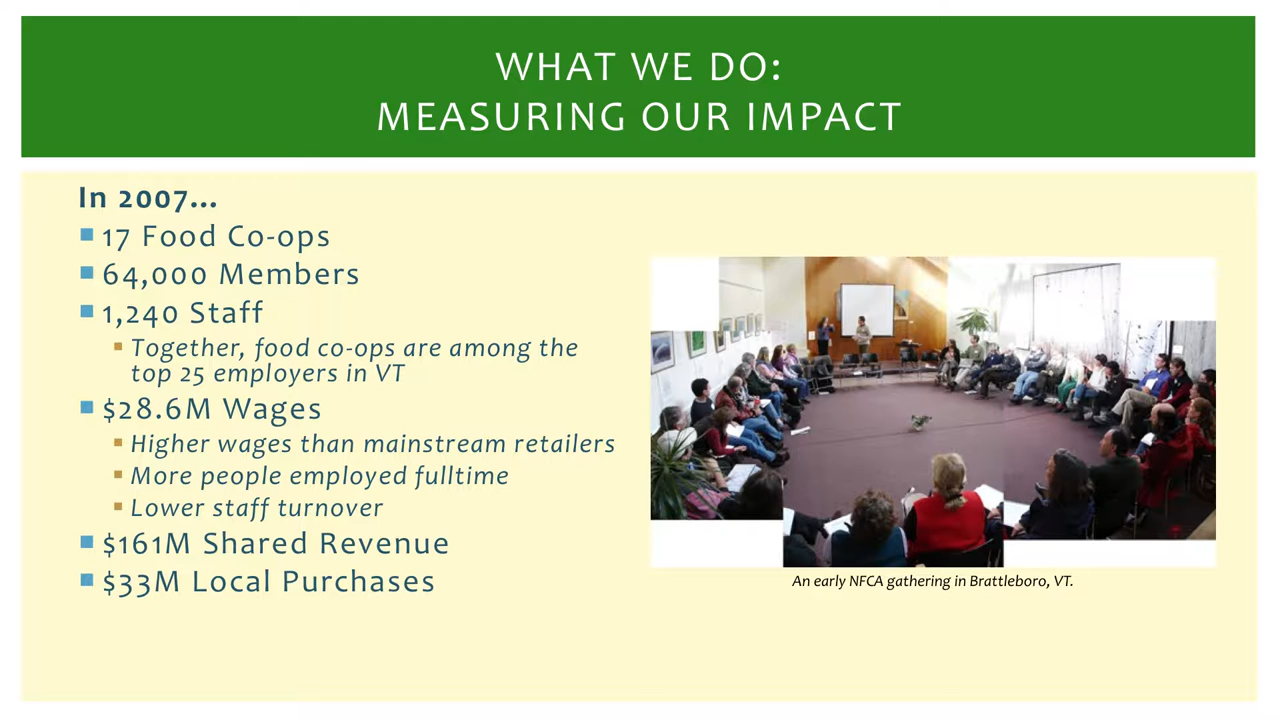 WHAT WE DO:
MEASURING OUR IMPACT
In 2007...
17 Food Co-ops
64,000 Members
1,240 Staff
Together, food co-ops are among the
top 25 employers in VT
$28.6M Wages
Higher wages than mainstream retailers
More people employed fulltime
Lower staff turnover
$161M Shared Revenue
$33M Local Purchases
An early NFCA gathering in Brattleboro, VT.